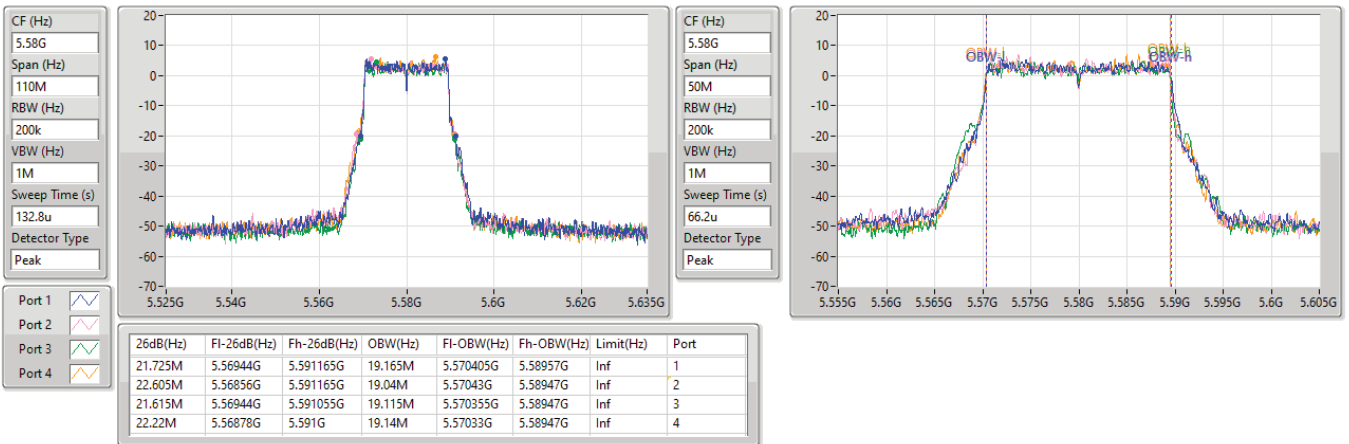 CF (Hz)
5.58G
Span (Hz)
110M
RBW (Hz)
200k
VBW (Hz)
1M
Sweep Time (s)
132.8u
Detector Type
Peak
20
10
0
-10
-20
-30
-40
-50
-60
-70
5.525G 5.54G 5.56G 5.58G 5.6G 5.62G 5.635G
CF (Hz)
5.58G
Span (Hz)
50M
RBW (Hz)
200k
VBW (Hz)
1M
Sweep Time (s)
66.2u
Detector Type
Peak
20
10
0
-10
-20
-30
-40
-50
-60
-70
OBW-h
OBW-h
5.555G 5.56G 5.565G 5.57G 5.575G 5.58G 5.585G 5.59G 5.595G 5.6G 5.605G
Port 1
Port 2
Port 3
Port 4
26dB(Hz) Fl-26dB(Hz) Fh-26dB(Hz) OBW(Hz) Fl-OBW(Hz) Fh-OBW(Hz) Limit(Hz) Port
21.725M 5.56944G 5.591165G 19.165M 5.570405G 5.58957G Inf 1
22.605M 5.56856G 5.591165G 19.04M 5.57043G 5.58947G Inf 2
21.615M 5.56944G 5.591055G 19.115M 5.570355G 5.58947G Inf 3
22.22M 5.56878G 5.591G 19.14M 5.57033G 5.58947G Inf 4